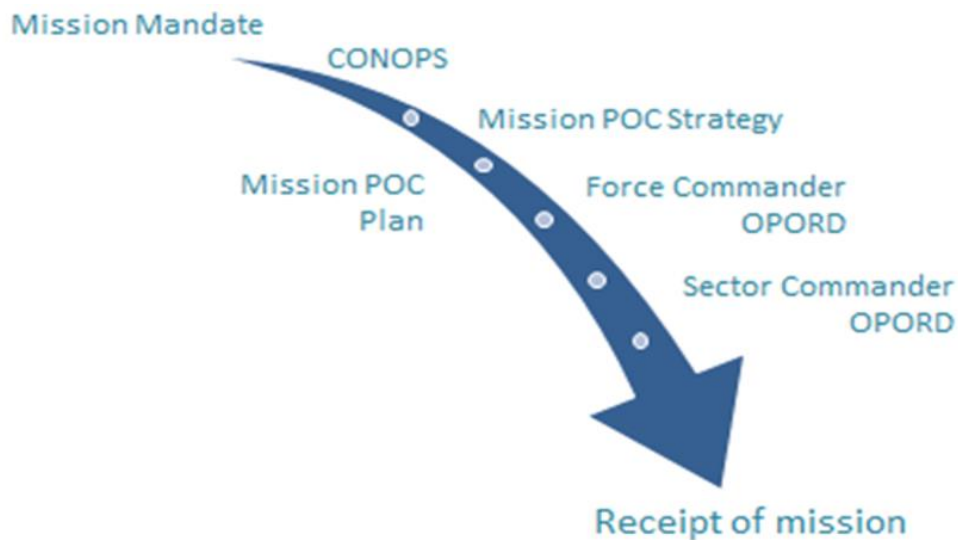 Mission Mandate
CONOPS
Mission POC Strategy
Mission POC
Plan
Force Commander
OPORD
Sector Commander
OPORD
Receipt of mission